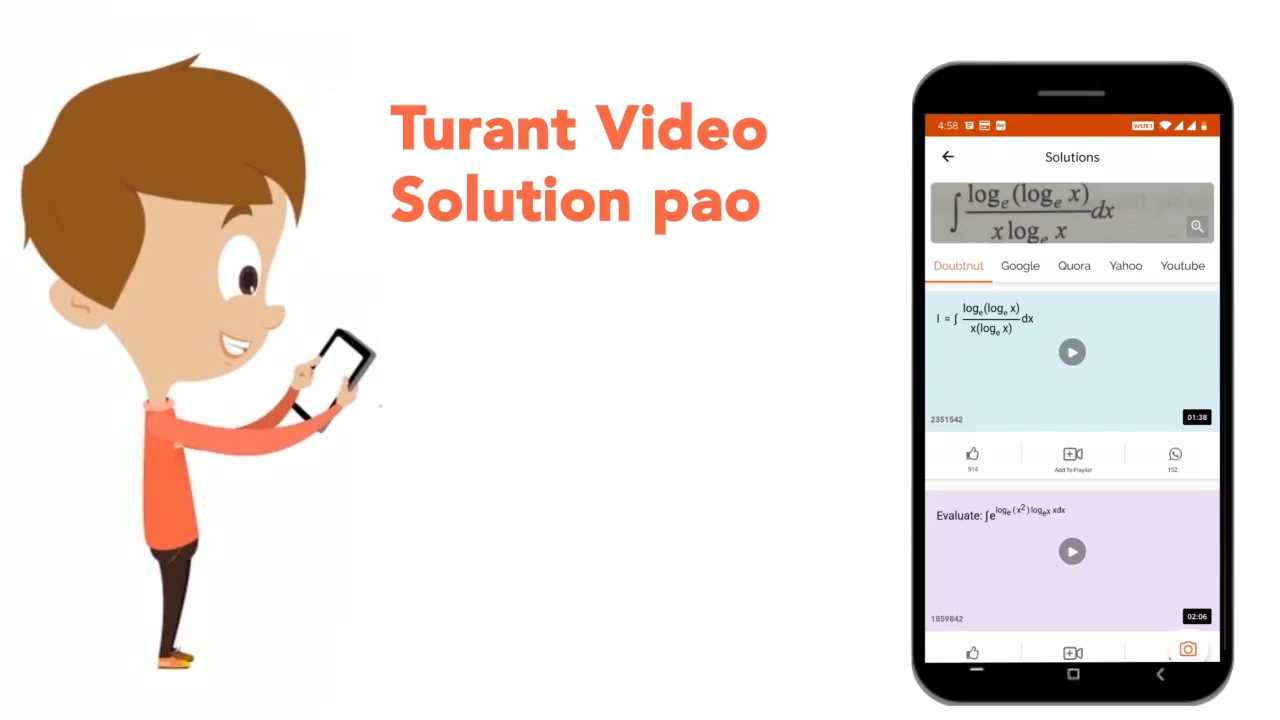 Turant Video
Solution pao
4:58
Solutions
∫ logₑ(logₑ x) / x logₑ x dx
Doubtnut Google Quora Yahoo Youtube
I = ∫ logₑ(logₑ x) / x(logₑ x) dx
2351542 01:38
914 Add To Playlist 152
Evaluate: ∫e^logₑ(x²)logₑx xdx
1859842 02:06